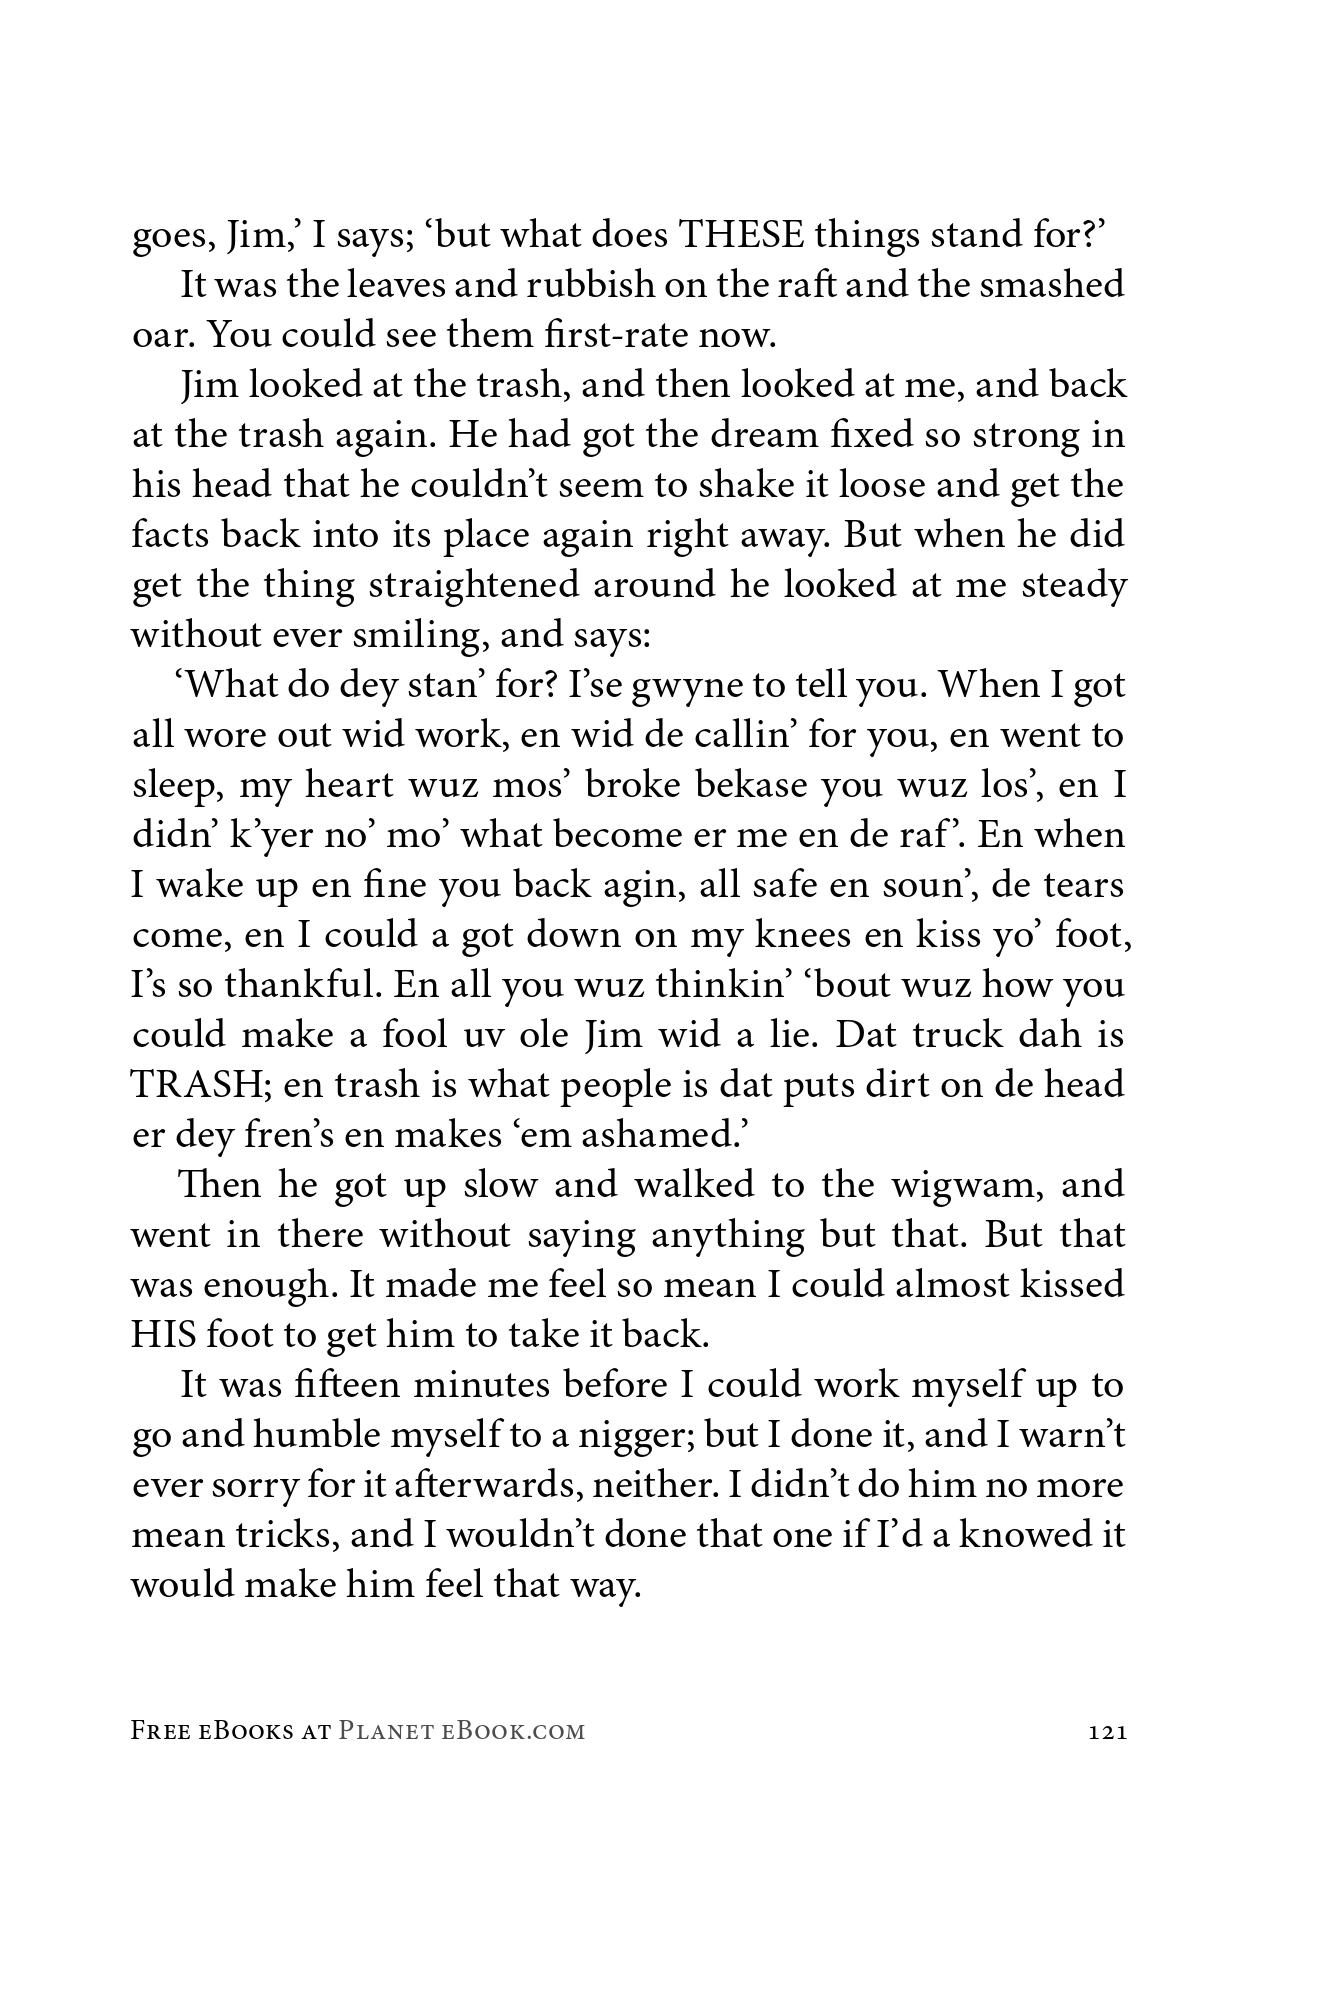 goes, Jim,’ I says; ‘but what does THESE things stand for?’
It was the leaves and rubbish on the raft and the smashed
oar. You could see them first-rate now.
Jim looked at the trash, and then looked at me, and back
at the trash again. He had got the dream fixed so strong in
his head that he couldn’t seem to shake it loose and get the
facts back into its place again right away. But when he did
get the thing straightened around he looked at me steady
without ever smiling, and says:
‘What do dey stan’ for? I’se gwyne to tell you. When I got
all wore out wid work, en wid de callin’ for you, en went to
sleep, my heart wuz mos’ broke bekase you wuz los’, en I
didn’ k’yer no’ mo’ what become er me en de raf’. En when
I wake up en fine you back agin, all safe en soun’, de tears
come, en I could a got down on my knees en kiss yo’ foot,
I’s so thankful. En all you wuz thinkin’ ‘bout wuz how you
could make a fool uv ole Jim wid a lie. Dat truck dah is
TRASH; en trash is what people is dat puts dirt on de head
er dey fren’s en makes ‘em ashamed.’
Then he got up slow and walked to the wigwam, and
went in there without saying anything but that. But that
was enough. It made me feel so mean I could almost kissed
HIS foot to get him to take it back.
It was fifteen minutes before I could work myself up to
go and humble myself to a nigger; but I done it, and I warn’t
ever sorry for it afterwards, neither. I didn’t do him no more
mean tricks, and I wouldn’t done that one if I’d a knowed it
would make him feel that way.
Free eBooks at Planet eBook.com 121